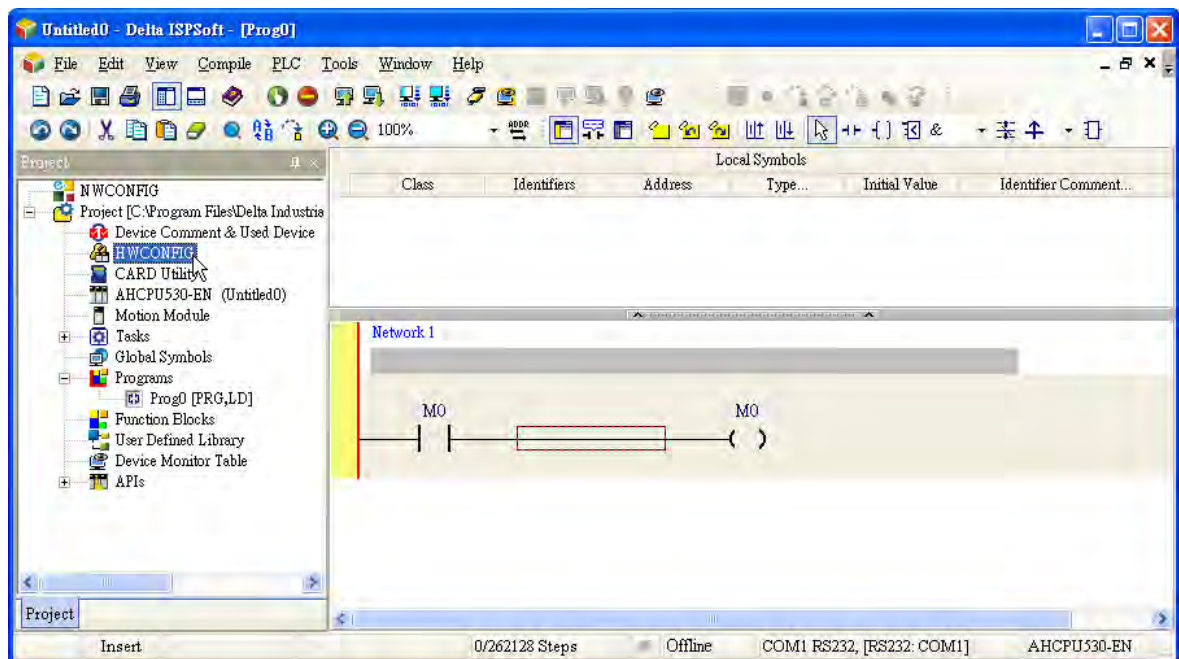 Untitled0 - Delta ISPSoft - [Prog0]
File Edit View Compile PLC Tools Window Help
100%
ADDR
&
Project
NWCONFIG
Project [C:\Program Files\Delta Industria
Device Comment & Used Device
HWCONFIG
CARD Utility
AHCPU530-EN (Untitled0)
Motion Module
Tasks
Global Symbols
Programs
Prog0 [PRG,LD]
Function Blocks
User Defined Library
Device Monitor Table
APIs
Project
Local Symbols
Class Identifiers Address Type... Initial Value Identifier Comment...
Network 1
M0 M0
Insert 0/262128 Steps Offline COM1 RS232, [RS232: COM1] AHCPU530-EN